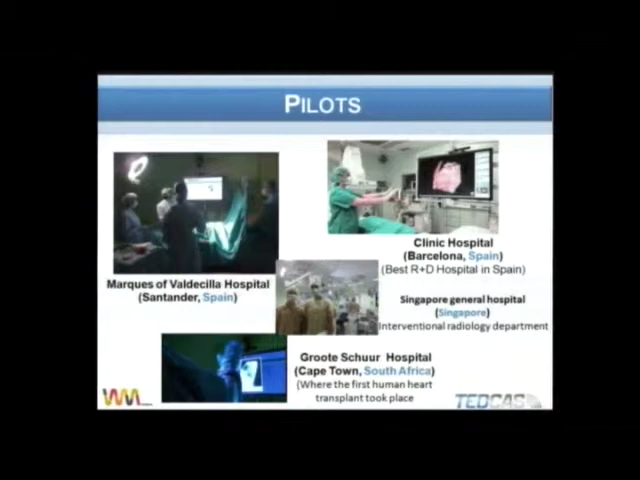 PILOTS
Clinic Hospital
(Barcelona, Spain)
(Best R+D Hospital in Spain)
Marques of Valdecilla Hospital
(Santander, Spain)
Singapore general hospital
(Singapore)
Interventional radiology department
Groote Schuur Hospital
(Cape Town, South Africa)
(Where the first human heart
transplant took place
TEDCAS